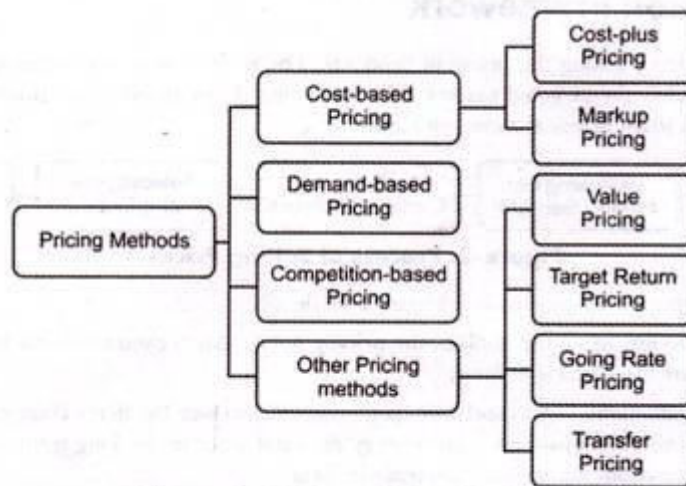 Pricing Methods
Cost-based
Pricing
Cost-plus
Pricing
Markup
Pricing
Demand-based
Pricing
Competition-based
Pricing
Other Pricing
methods
Value
Pricing
Target Return
Pricing
Going Rate
Pricing
Transfer
Pricing